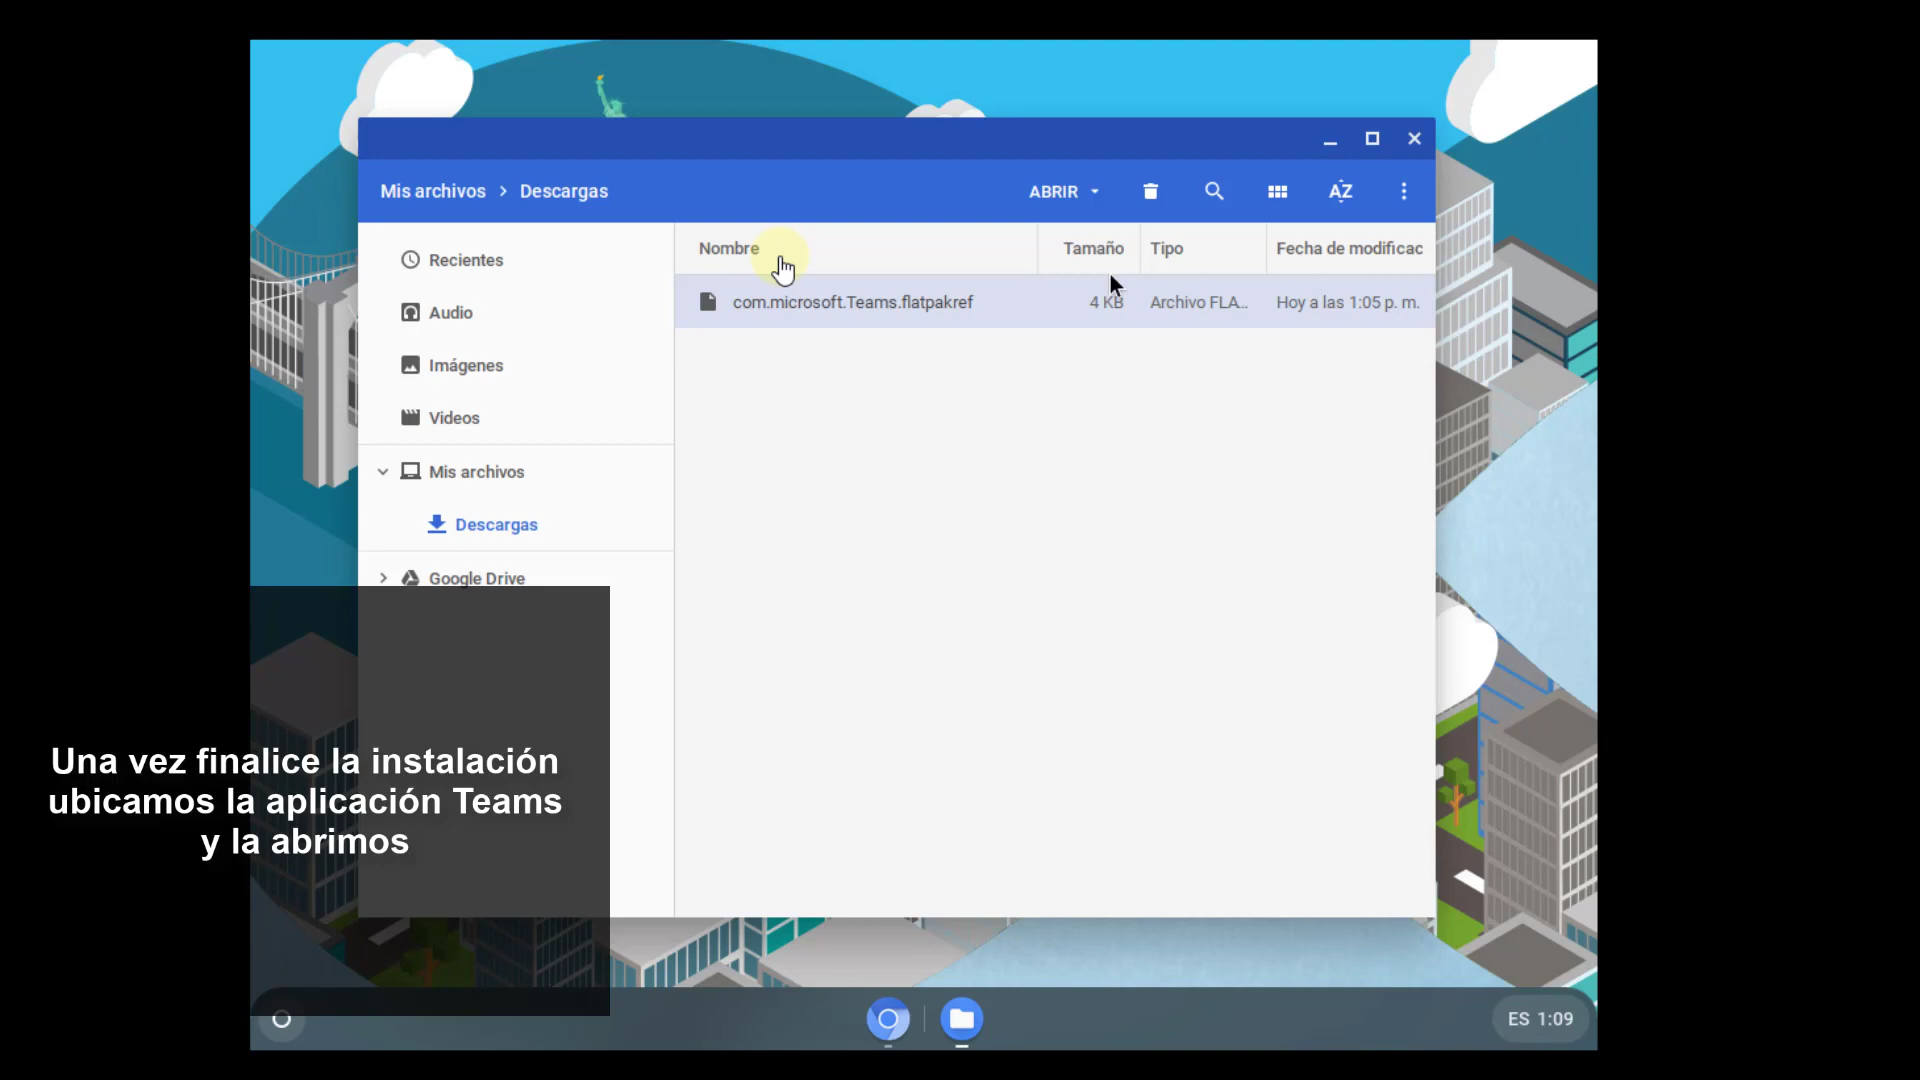 Mis archivos > Descargas
ABRIR
AZ
Recientes
Audio
Imágenes
Videos
Mis archivos
Descargas
Google Drive
Nombre Tamaño Tipo Fecha de modificac
com.microsoft.Teams.flatpakref 4 KB Archivo FLA... Hoy a las 1:05 p. m.
Una vez finalice la instalación
ubicamos la aplicación Teams
y la abrimos
ES 1:09